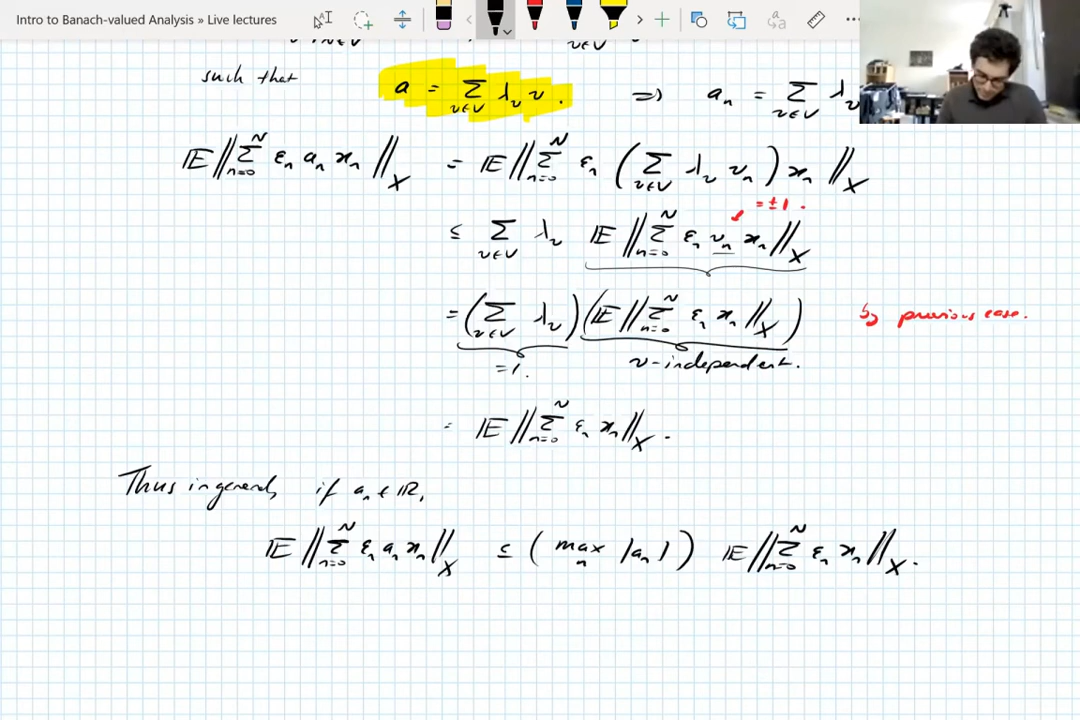 Intro to Banach-valued Analysis » Live lectures
such that a = Σ_{v∈V} λ_v v. ⇒ a_n = Σ_{v∈V} λ_v
𝔼‖Σ_{n=0}^N ε_n a_n x_n‖_X = 𝔼‖Σ_{n=0}^N ε_n (Σ_{v∈V} λ_v v_n) x_n‖_X
= ±1.
≤ Σ_{v∈V} λ_v 𝔼‖Σ_{n=0}^N ε_n v_n x_n‖_X
= (Σ_{v∈V} λ_v)(𝔼‖Σ_{n=0}^N ε_n x_n‖_X) by previous case.
=1. v-independent.
= 𝔼‖Σ_{n=0}^N ε_n x_n‖_X.
Thus in general, if a_n ∈ ℝ,
𝔼‖Σ_{n=0}^N ε_n a_n x_n‖_X ≤ (max_n |a_n|) 𝔼‖Σ_{n=0}^N ε_n x_n‖_X.